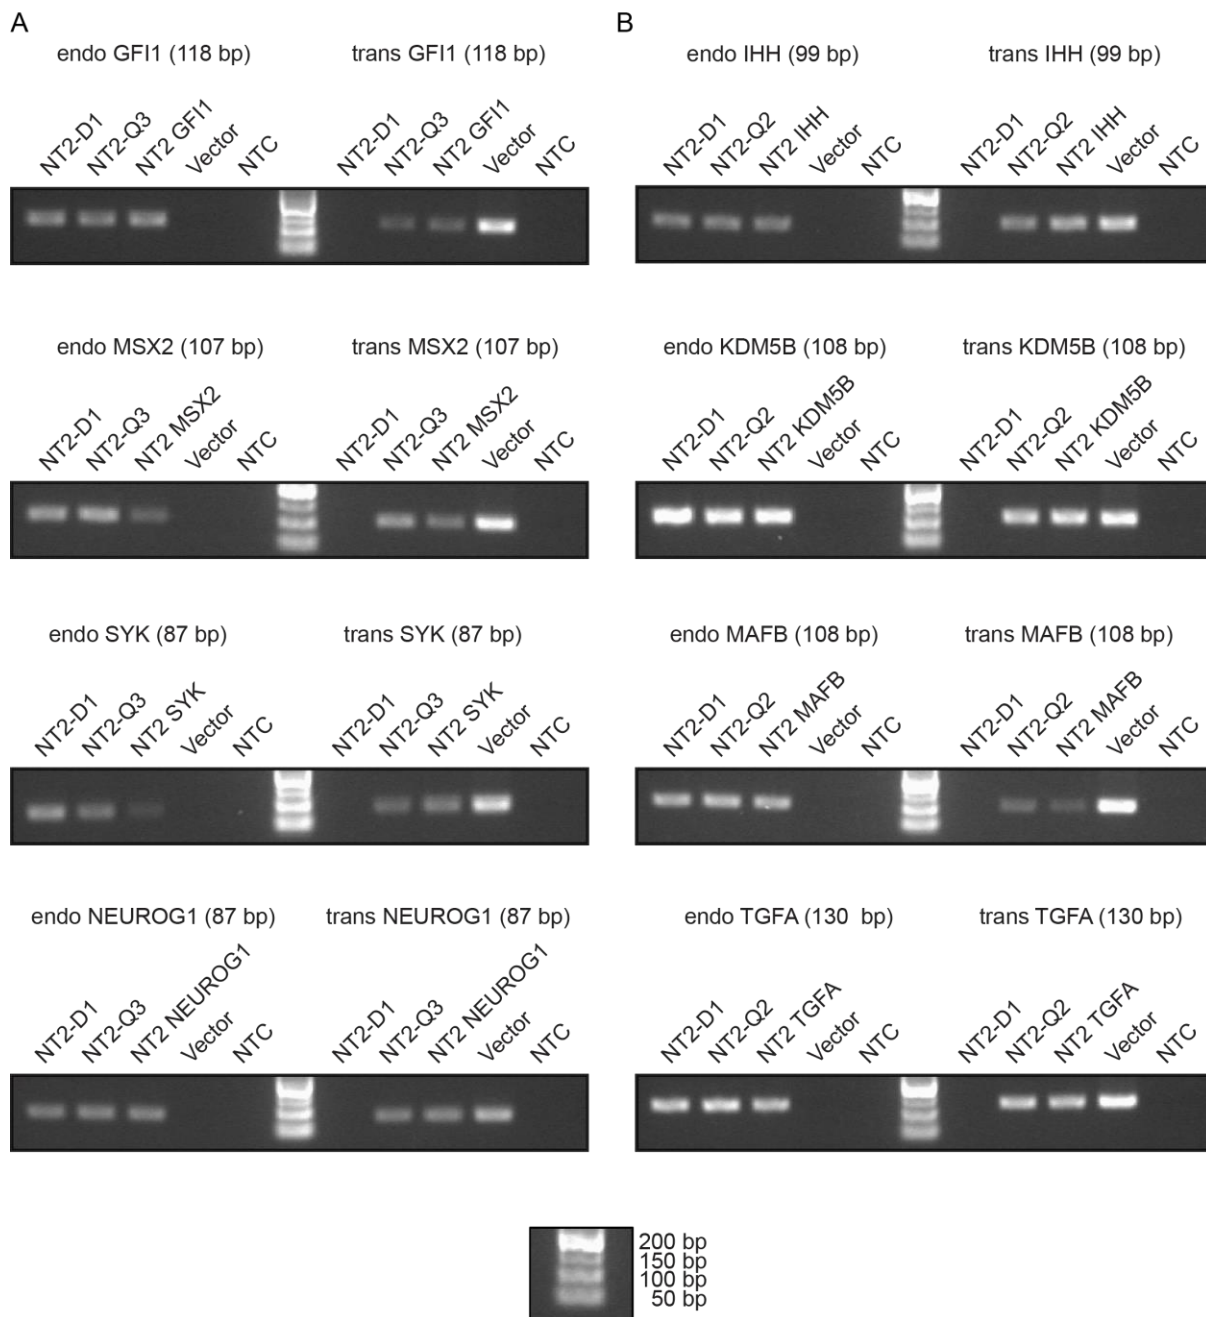 A
B
endo GFI1 (118 bp) trans GFI1 (118 bp)
NT2-D1 NT2-Q3 NT2 GFI1 Vector NTC NT2-D1 NT2-Q3 NT2 GFI1 Vector NTC
endo IHH (99 bp) trans IHH (99 bp)
NT2-D1 NT2-Q2 NT2 IHH Vector NTC NT2-D1 NT2-Q2 NT2 IHH Vector NTC
endo MSX2 (107 bp) trans MSX2 (107 bp)
NT2-D1 NT2-Q3 NT2 MSX2 Vector NTC NT2-D1 NT2-Q3 NT2 MSX2 Vector NTC
endo KDM5B (108 bp) trans KDM5B (108 bp)
NT2-D1 NT2-Q2 NT2 KDM5B Vector NTC NT2-D1 NT2-Q2 NT2 KDM5B Vector NTC
endo SYK (87 bp) trans SYK (87 bp)
NT2-D1 NT2-Q3 NT2 SYK Vector NTC NT2-D1 NT2-Q3 NT2 SYK Vector NTC
endo MAFB (108 bp) trans MAFB (108 bp)
NT2-D1 NT2-Q2 NT2 MAFB Vector NTC NT2-D1 NT2-Q2 NT2 MAFB Vector NTC
endo NEUROG1 (87 bp) trans NEUROG1 (87 bp)
NT2-D1 NT2-Q3 NT2 NEUROG1 Vector NTC NT2-D1 NT2-Q3 NT2 NEUROG1 Vector NTC
endo TGFA (130 bp) trans TGFA (130 bp)
NT2-D1 NT2-Q2 NT2 TGFA Vector NTC NT2-D1 NT2-Q2 NT2 TGFA Vector NTC
200 bp
150 bp
100 bp
50 bp